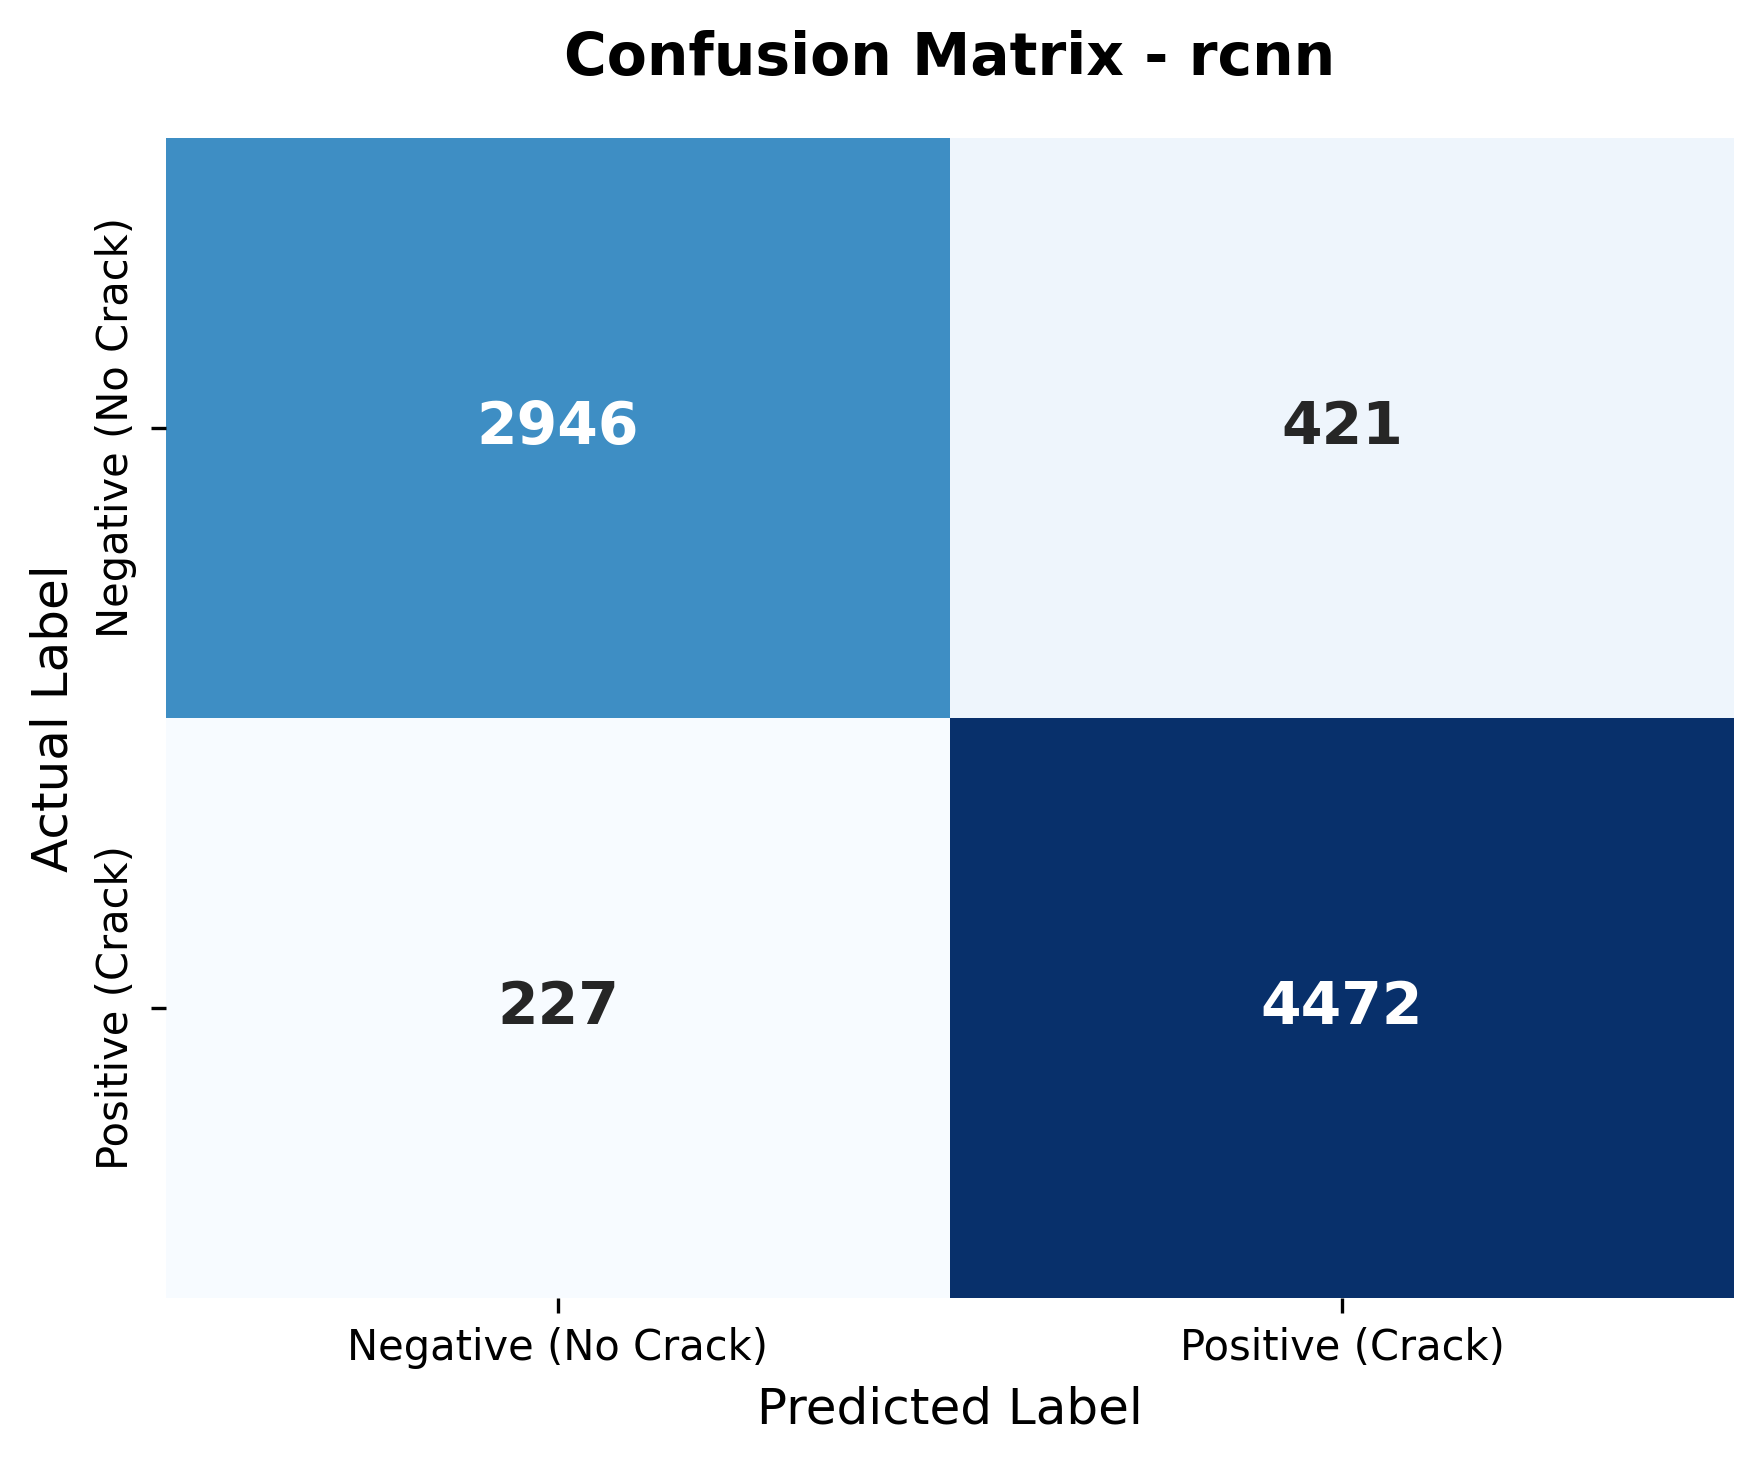 Confusion Matrix - rcnn
Actual Label
Negative (No Crack)
2946
421
Positive (Crack)
227
4472
Negative (No Crack)
Positive (Crack)
Predicted Label